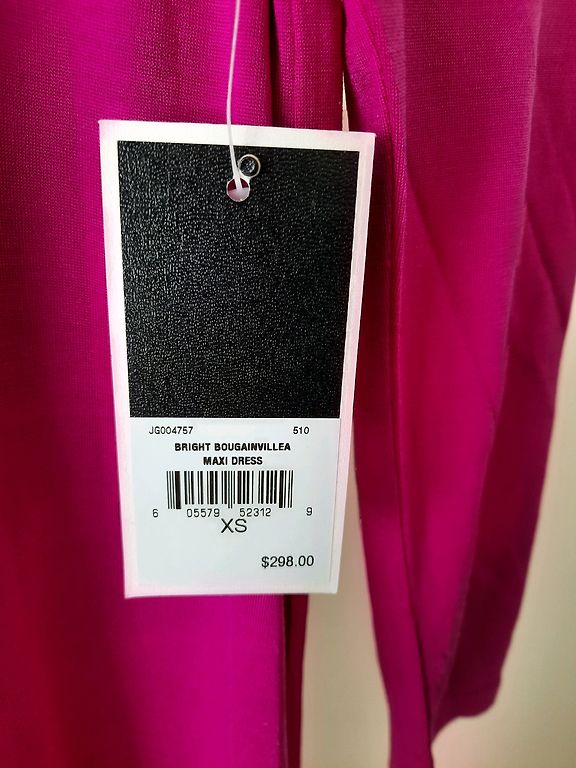 JG004757 510
BRIGHT BOUGAINVILLEA
MAXI DRESS
6 05579 52312 9
XS
$298.00